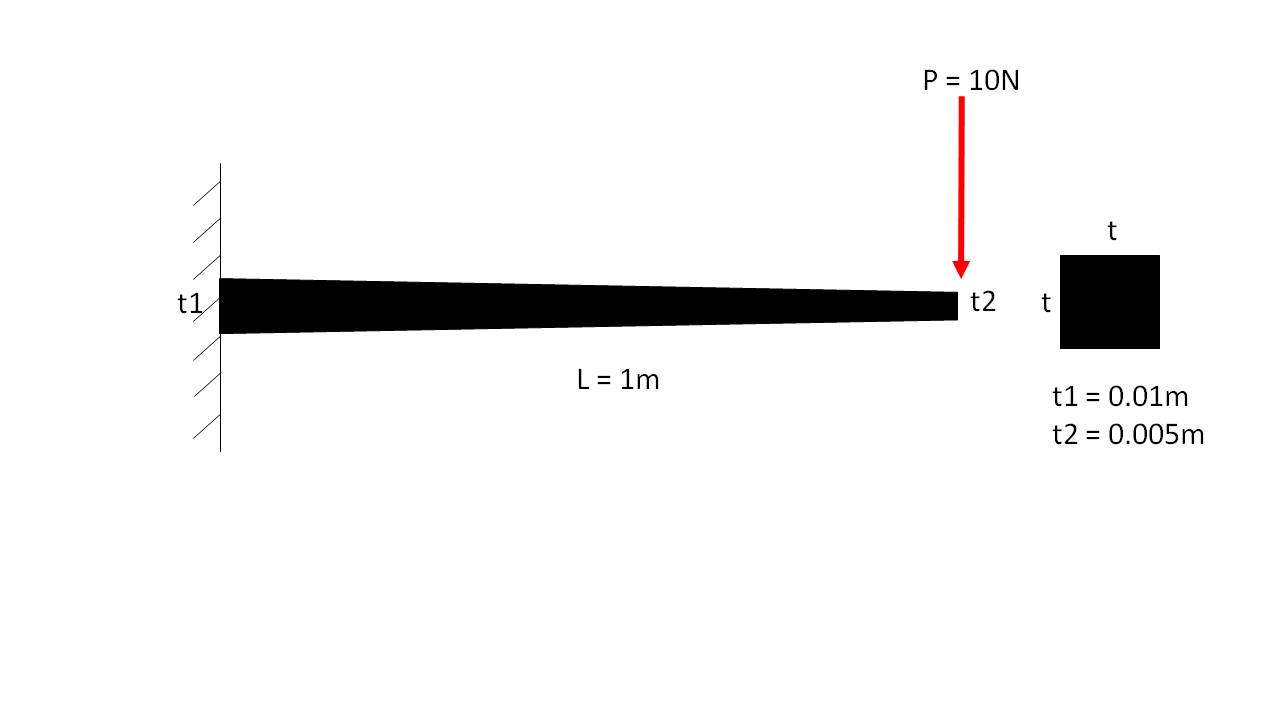 P = 10N
t
t1
t2
t
L = 1m
t1 = 0.01m
t2 = 0.005m